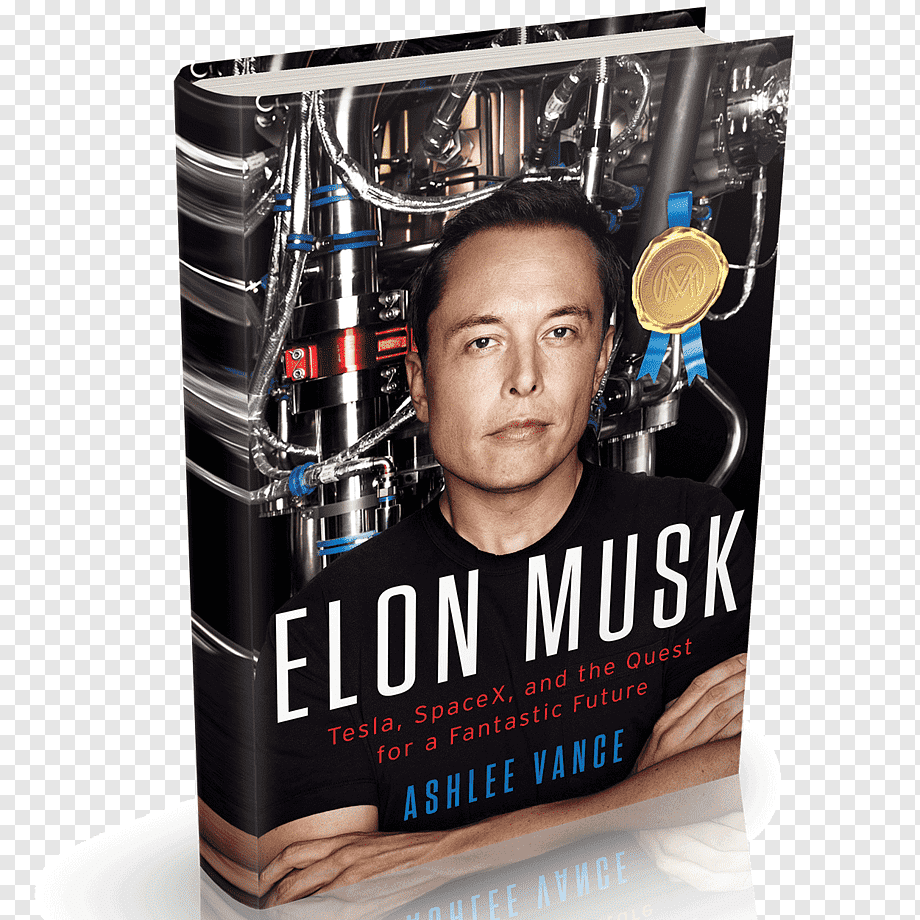 ELON MUSK
Tesla, SpaceX, and the Quest
for a Fantastic Future
ASHLEE VANCE